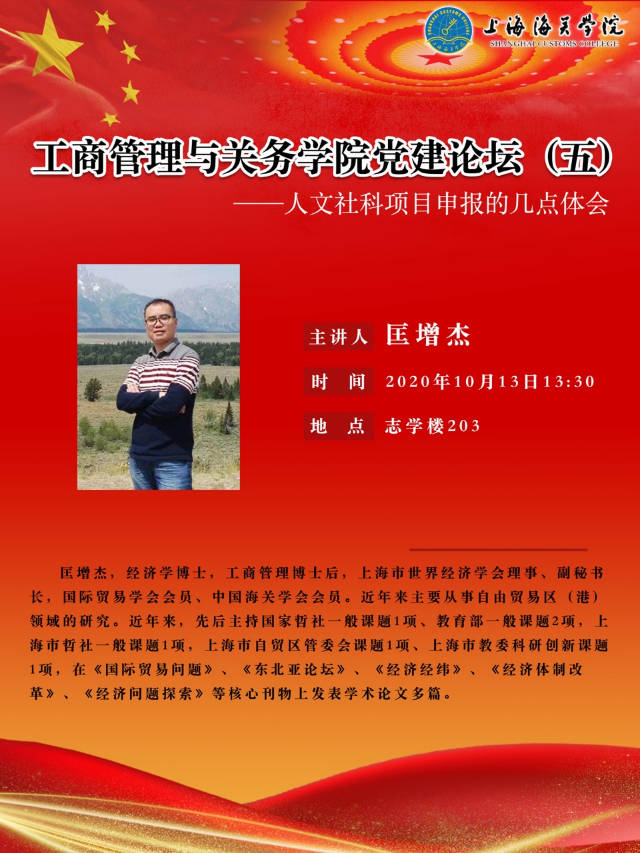 上海海关学院
SHANGHAI CUSTOMS COLLEGE
工商管理与关务学院党建论坛（五）
——人文社科项目申报的几点体会
主讲人 匡增杰
时 间 2020年10月13日13:30
地 点 志学楼203
匡增杰，经济学博士，工商管理博士后，上海市世界经济学会理事、副秘书
长，国际贸易学会会员、中国海关学会会员。近年来主要从事自由贸易区（港）
领域的研究。近年来，先后主持国家哲社一般课题1项、教育部一般课题2项，上
海市哲社一般课题1项，上海市自贸区管委会课题1项、上海市教委科研创新课题
1项，在《国际贸易问题》、《东北亚论坛》、《经济经纬》、《经济体制改
革》、《经济问题探索》等核心刊物上发表学术论文多篇。